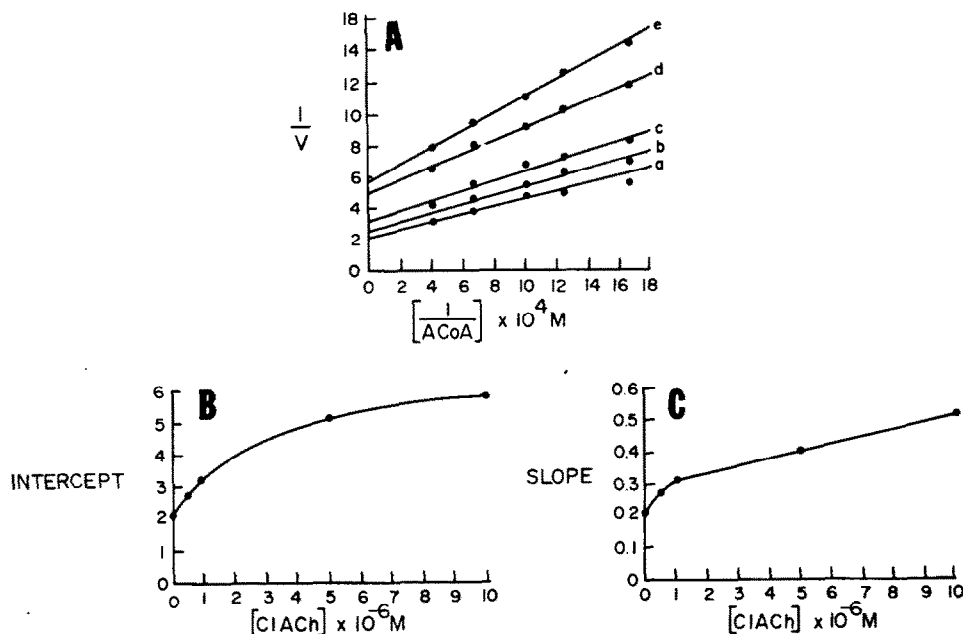 A
18
16
14
12
10
8
6
4
2
0
1
V
e
d
c
b
a
0 2 4 6 8 10 12 14 16 18
[1/ACoA] x 10^4 M
B
6
5
4
3
2
1
0
INTERCEPT
0 1 2 3 4 5 6 7 8 9 10
[ClACh] x 10^-6 M
C
0.6
0.5
0.4
0.3
0.2
0.1
0
SLOPE
0 1 2 3 4 5 6 7 8 9 10
[ClACh] x 10^-6 M